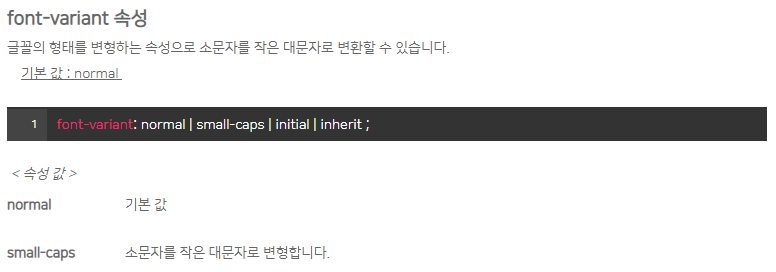 font-variant 속성
글꼴의 형태를 변형하는 속성으로 소문자를 작은 대문자로 변환할 수 있습니다.
기본 값 : normal
1 font-variant: normal | small-caps | initial | inherit ;
< 속성 값 >
normal 기본 값
small-caps 소문자를 작은 대문자로 변형합니다.